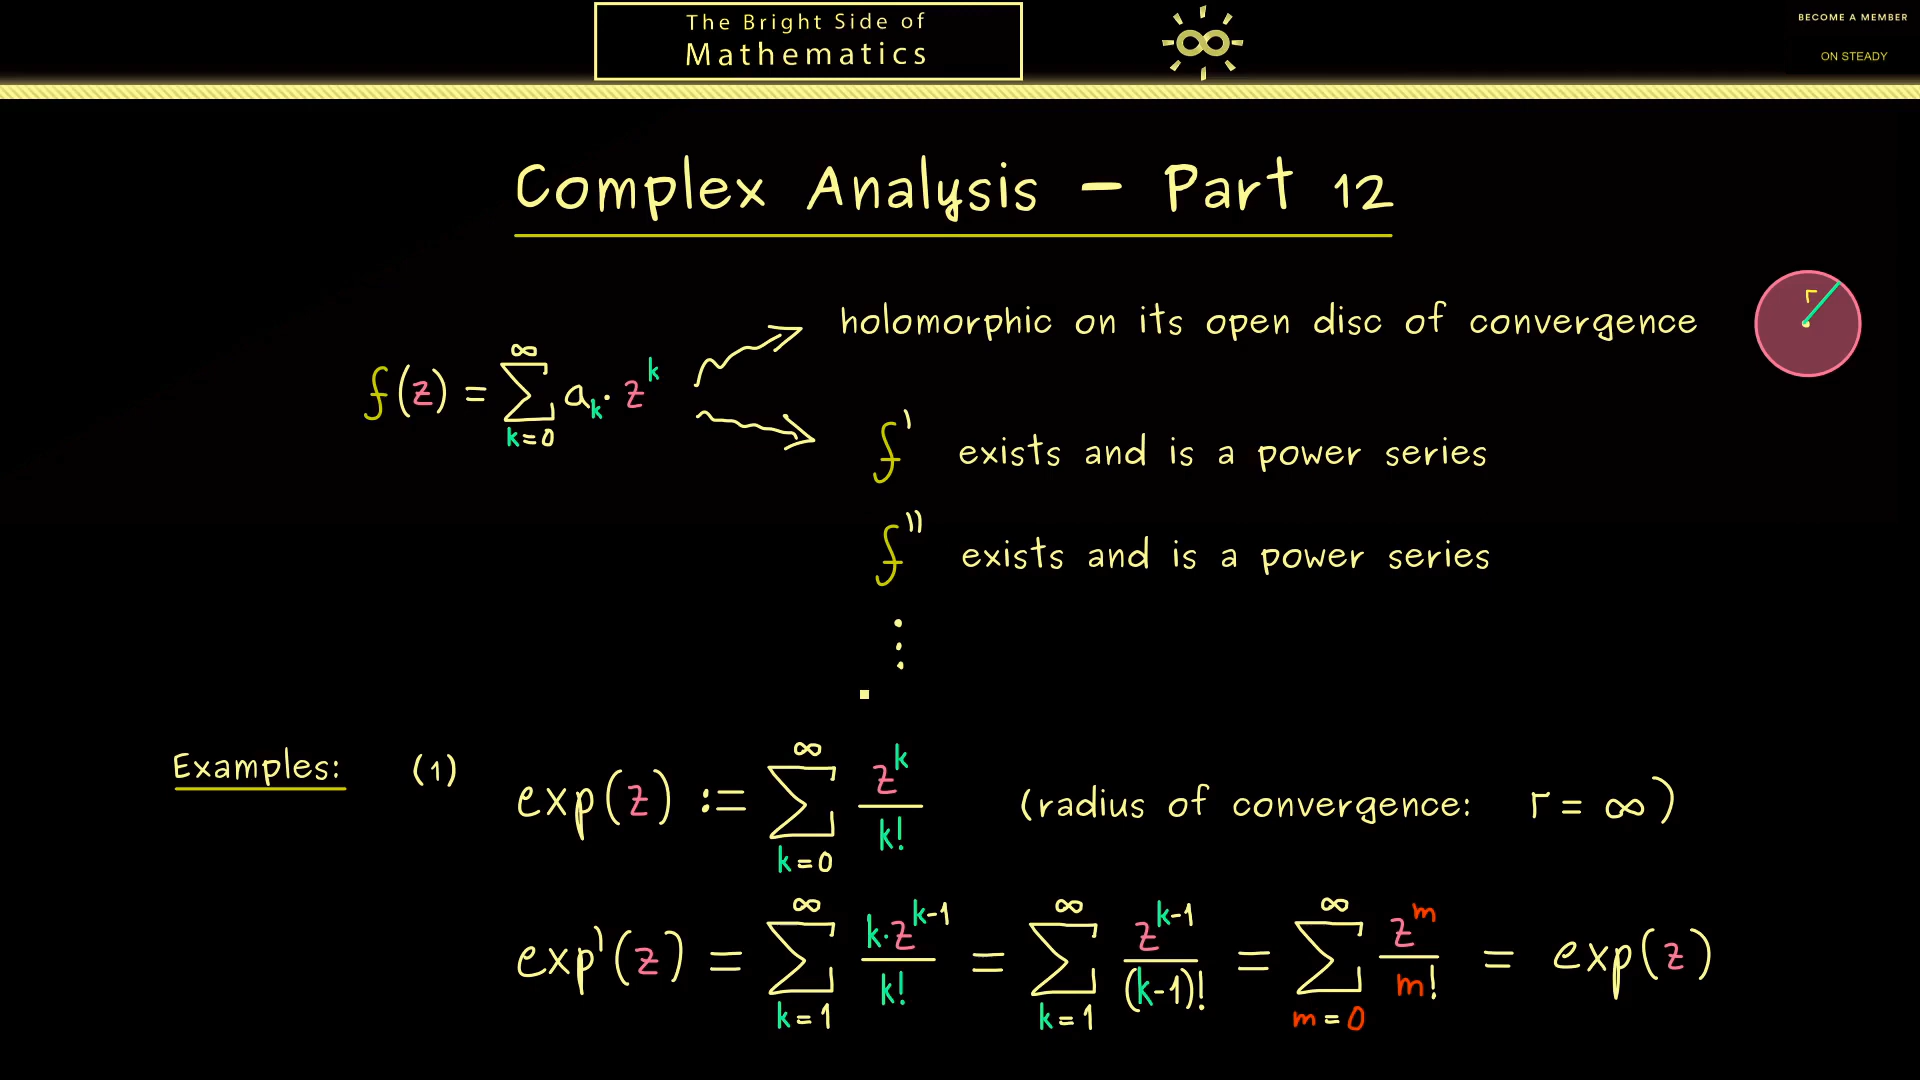 The Bright Side of
Mathematics
BECOME A MEMBER
ON STEADY
Complex Analysis – Part 12
f(z) = ∑_{k=0}^{∞} a_k · z^k
holomorphic on its open disc of convergence
r
f' exists and is a power series
f'' exists and is a power series
⋮
Examples: (1) exp(z) := ∑_{k=0}^{∞} z^k / k! (radius of convergence: r = ∞)
exp'(z) = ∑_{k=1}^{∞} k·z^{k-1} / k! = ∑_{k=1}^{∞} z^{k-1} / (k-1)! = ∑_{m=0}^{∞} z^m / m! = exp(z)